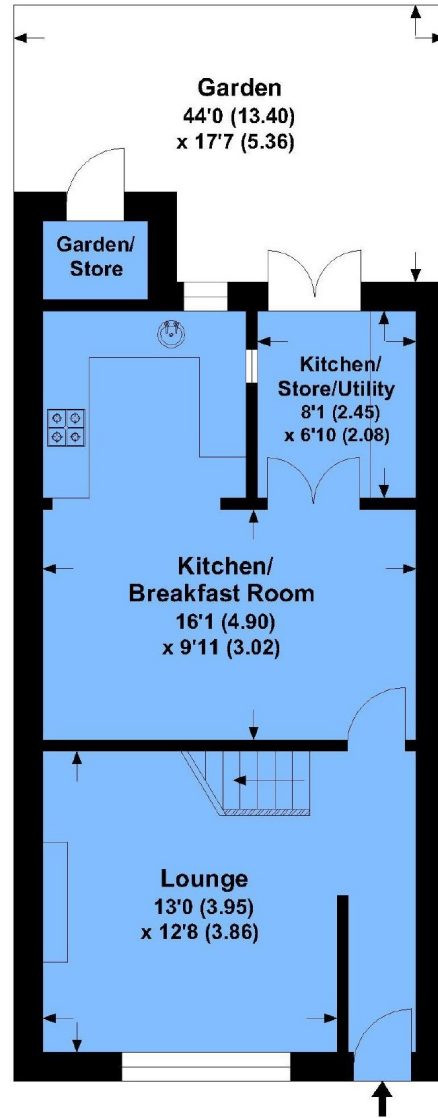 Garden
44'0 (13.40)
x 17'7 (5.36)
Garden/
Store
Kitchen/
Store/Utility
8'1 (2.45)
x 6'10 (2.08)
Kitchen/
Breakfast Room
16'1 (4.90)
x 9'11 (3.02)
Lounge
13'0 (3.95)
x 12'8 (3.86)